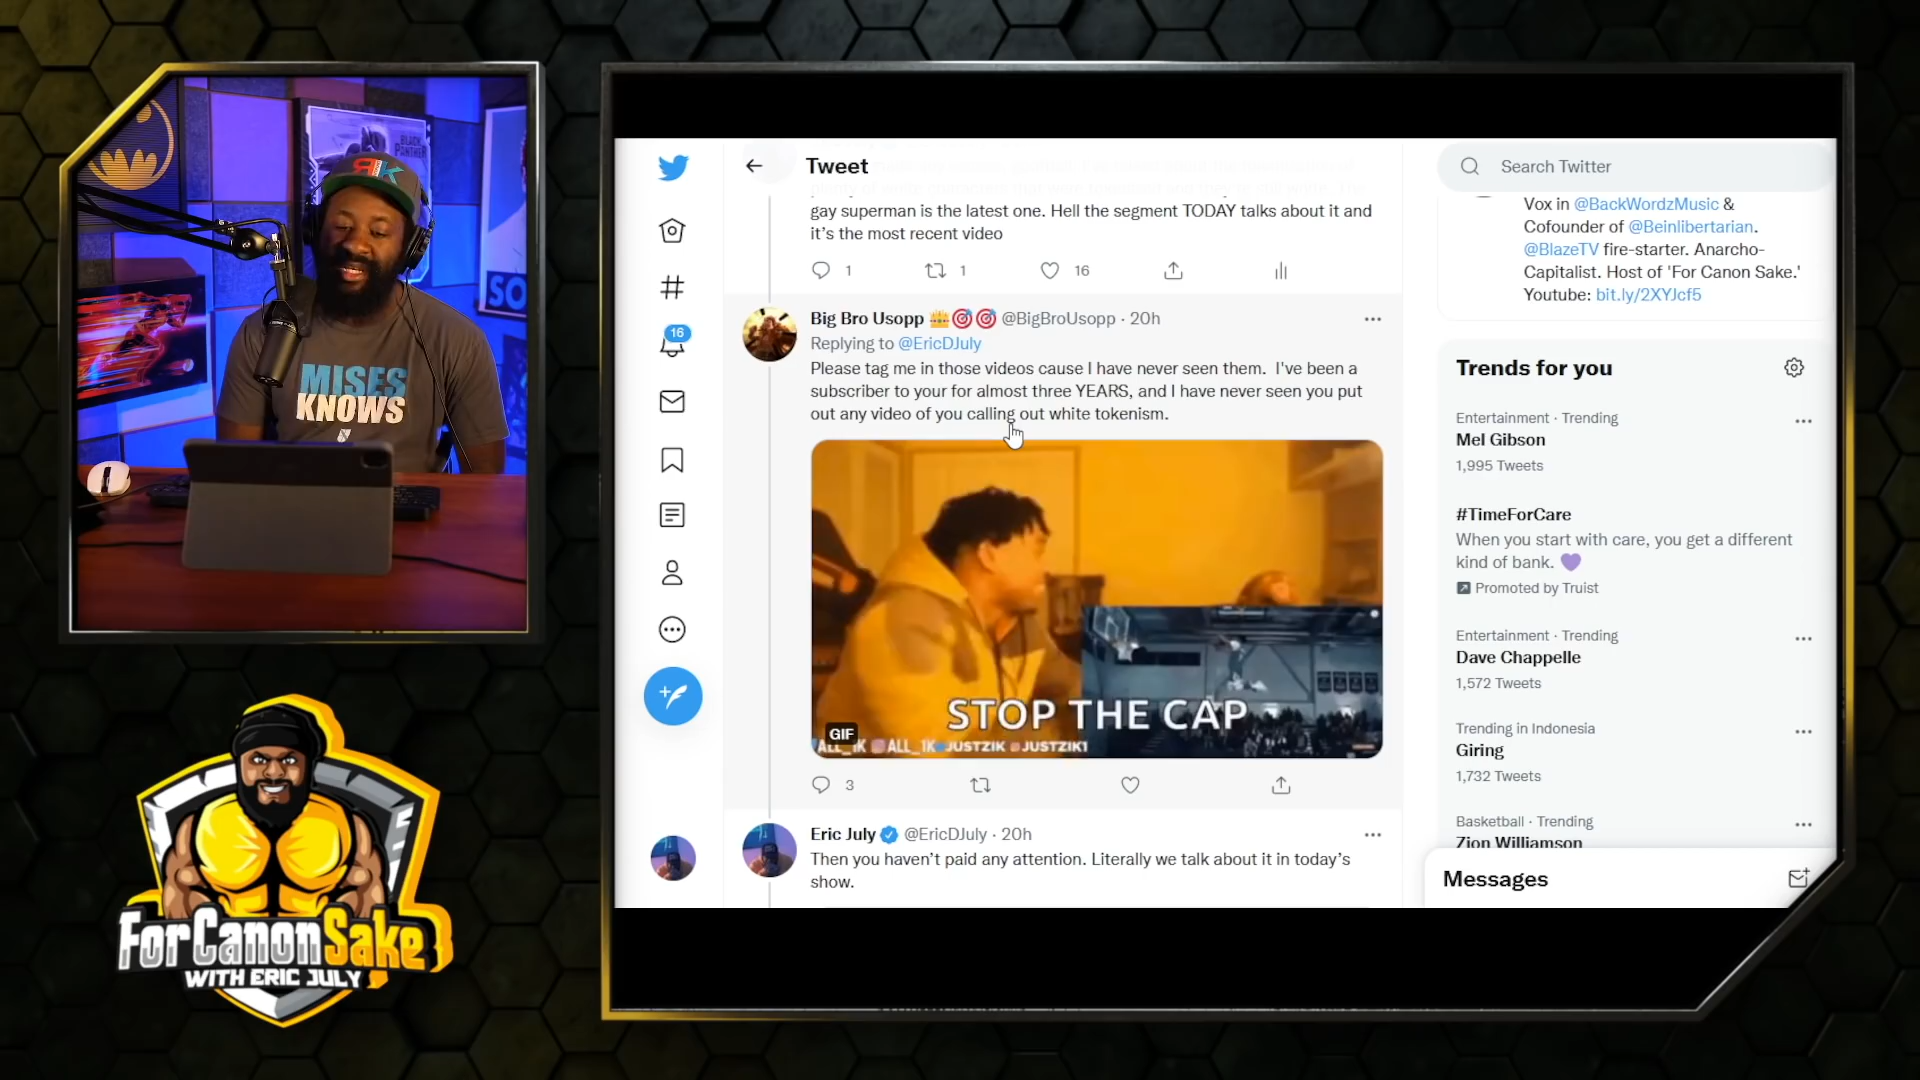 BLACK
PANTHER
SO
MISES
KNOWS
ForCanonSake
WITH ERIC JULY
Tweet
gay superman is the latest one. Hell the segment TODAY talks about it and
it's the most recent video
1
1
16
16
Big Bro Usopp 👑🎯🎯 @BigBroUsopp · 20h
Replying to @EricDJuly
Please tag me in those videos cause I have never seen them. I've been a
subscriber to your for almost three YEARS, and I have never seen you put
out any video of you calling out white tokenism.
STOP THE CAP
GIF
ALL_1K ALL_1K JUSTZIK JUSTZIK1
3
Eric July @EricDJuly · 20h
Then you haven't paid any attention. Literally we talk about it in today's
show.
Search Twitter
Vox in @BackWordzMusic &
Cofounder of @Beinlibertarian.
@BlazeTV fire-starter. Anarcho-
Capitalist. Host of 'For Canon Sake.'
Youtube: bit.ly/2XYJcf5
Trends for you
Entertainment · Trending
Mel Gibson
1,995 Tweets
#TimeForCare
When you start with care, you get a different
kind of bank. 💜
Promoted by Truist
Entertainment · Trending
Dave Chappelle
1,572 Tweets
Trending in Indonesia
Giring
1,732 Tweets
Basketball · Trending
Zion Williamson
Messages